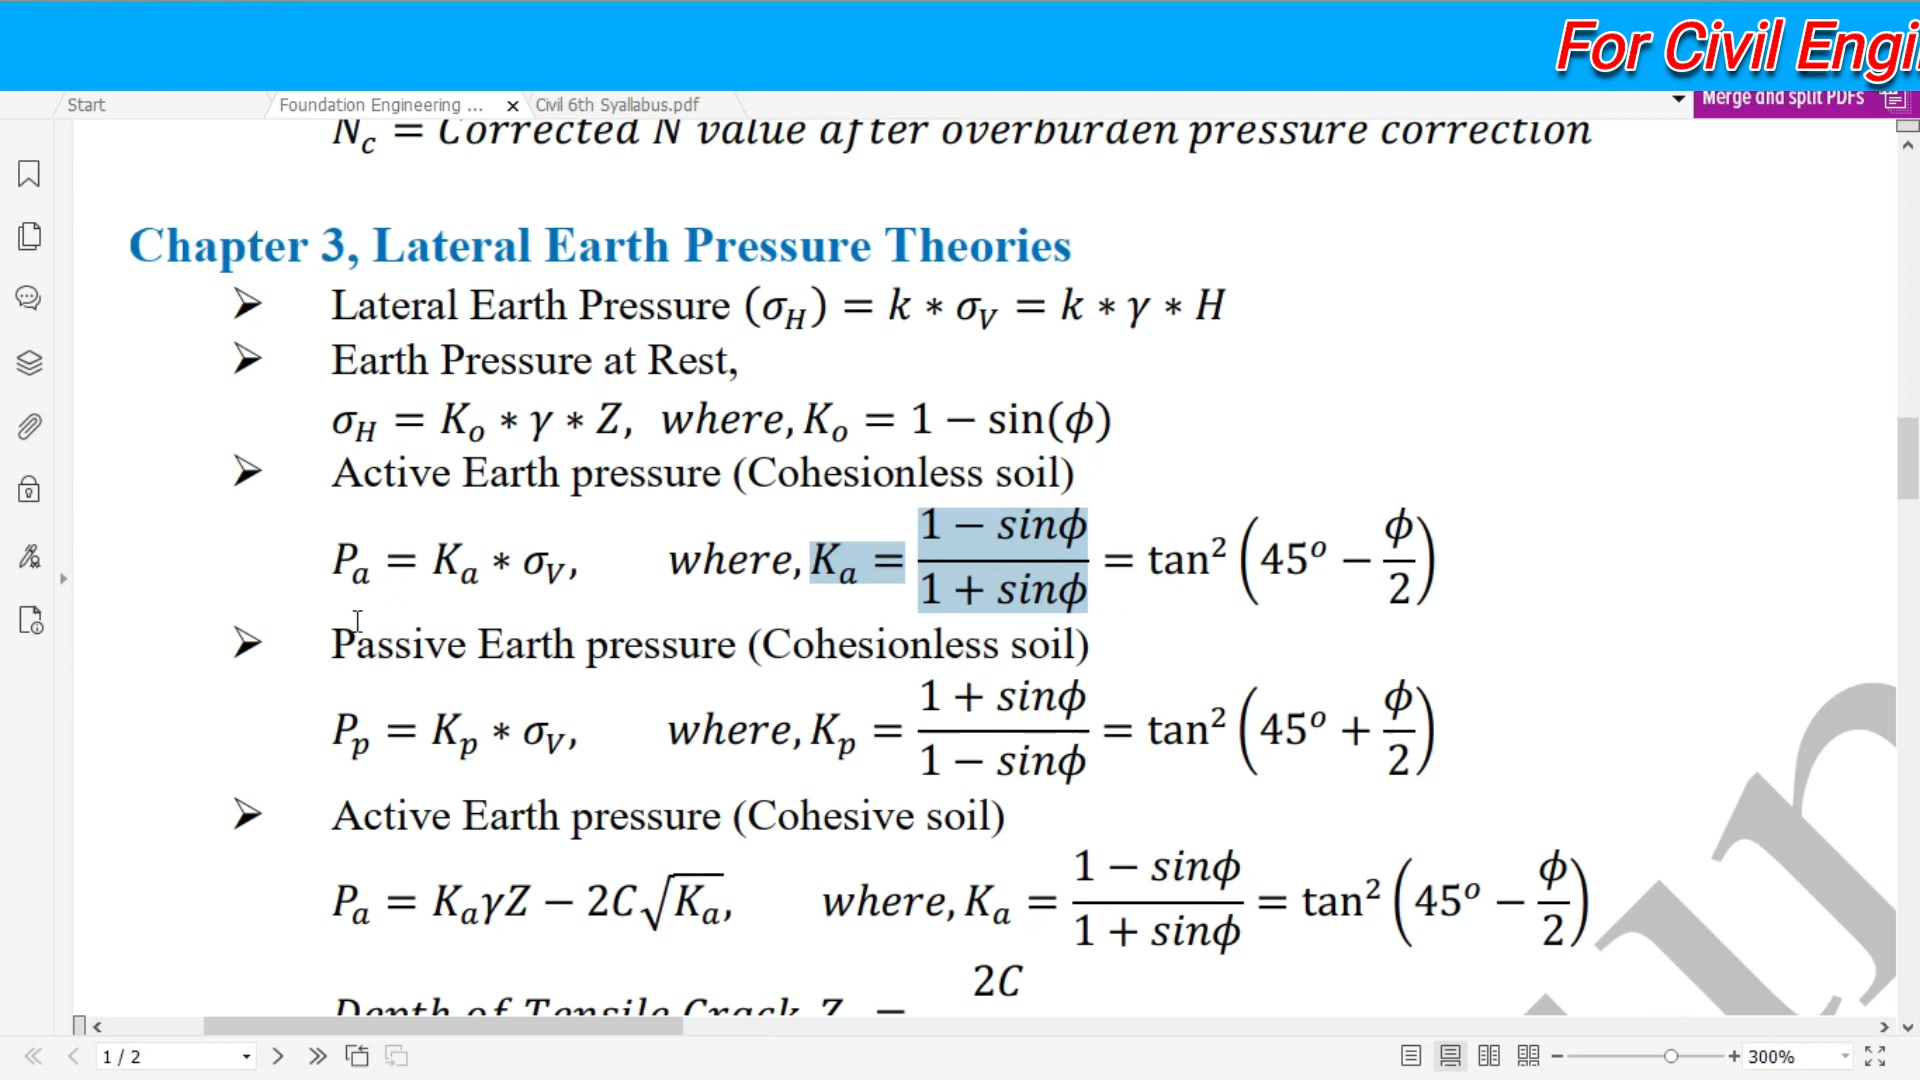 For Civil Engi
Start
Foundation Engineering ...
Civil 6th Syallabus.pdf
Merge and split PDFs
N_c = Corrected N value after overburden pressure correction
Chapter 3, Lateral Earth Pressure Theories
➢ Lateral Earth Pressure (σ_H) = k ∗ σ_V = k ∗ γ ∗ H
➢ Earth Pressure at Rest,
σ_H = K_o ∗ γ ∗ Z, where, K_o = 1 − sin(ϕ)
➢ Active Earth pressure (Cohesionless soil)
P_a = K_a ∗ σ_V, where, K_a = (1 − sinϕ)/(1 + sinϕ) = tan²(45° − ϕ/2)
➢ Passive Earth pressure (Cohesionless soil)
P_p = K_p ∗ σ_V, where, K_p = (1 + sinϕ)/(1 − sinϕ) = tan²(45° + ϕ/2)
➢ Active Earth pressure (Cohesive soil)
P_a = K_aγZ − 2C√K_a, where, K_a = (1 − sinϕ)/(1 + sinϕ) = tan²(45° − ϕ/2)
2C
Depth of Tensile Crack Z =
1 / 2
300%